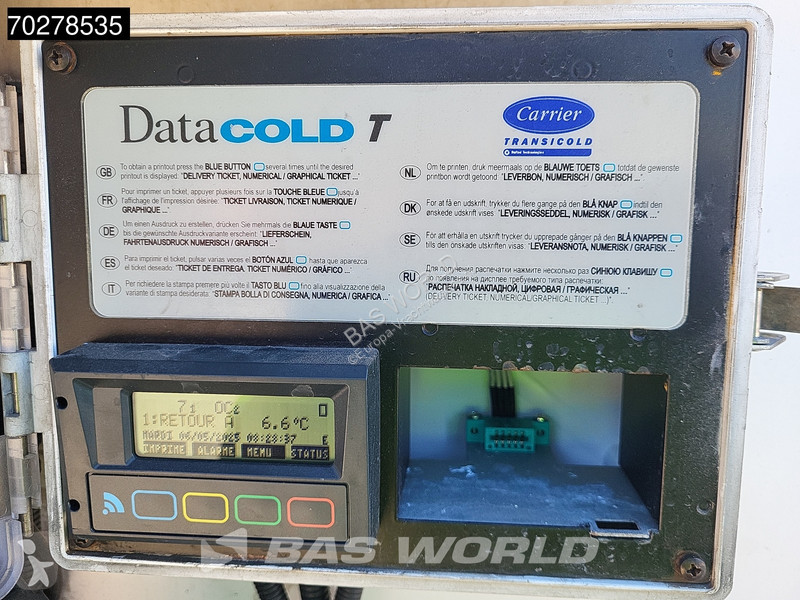 70278535
Data COLD T
Carrier
TRANSICOLD
GB
To obtain a printout press the BLUE BUTTON several times until the desired
printout is displayed: "DELIVERY TICKET, NUMERICAL / GRAPHICAL TICKET ..."
FR
Pour imprimer un ticket, appuyer plusieurs fois sur la TOUCHE BLEUE jusqu'à
l'affichage de l'impression désirée: "TICKET LIVRAISON, TICKET NUMERIQUE /
GRAPHIQUE ..."
DE
Um einen Ausdruck zu erstellen, drücken Sie mehrmals die BLAUE TASTE
bis die gewünschte Ausdruckvariante erscheint: "LIEFERSCHEIN,
FAHRTENAUSDRUCK NUMERISCH / GRAFISCH ..."
ES
Para imprimir el ticket, pulsar varias veces el BOTÓN AZUL hasta que aparezca
el ticket deseado: "TICKET DE ENTREGA. TICKET NUMÉRICO / GRÁFICO ..."
IT
Per richiedere la stampa premere più volte il TASTO BLU fino alla visualizzazione della
variante di stampa desiderata: "STAMPA BOLLA DI CONSEGNA, NUMERICA / GRAFICA ..."
NL
Om te printen, druk meermaals op de BLAUWE TOETS totdat de gewenste
printbon wordt getoond: "LEVERBON, NUMERISCH / GRAFISCH ..."
DK
For at få en udskrift, trykker du flere gange på den BLÅ KNAP indtil den
ønskede udskrift vises: "LEVERINGSSEDDEL, NUMERISK / GRAFISK ..."
SE
För att erhålla en utskrift trycker du upprepade gånger på den BLÅ KNAPPEN
tills den önskade utskriften visas: "LEVERANSNOTA, NUMERISK / GRAFISK ..."
RU
Для получения распечатки нажмите несколько раз СИНЮЮ КЛАВИШУ
до появления на дисплее требуемого типа распечатки:
"РАСПЕЧАТКА НАКЛАДНОЙ, ЦИФРОВАЯ / ГРАФИЧЕСКАЯ ..."
(DELIVERY TICKET, NUMERICAL/GRAPHICAL TICKET ...)".
71 OC2
1:RETOUR A 6.6°C
MARDI 06/05/2025 08:28:37 E
IMPRIME ALARME MENU STATUS
BAS WORLD
BAS WORLD